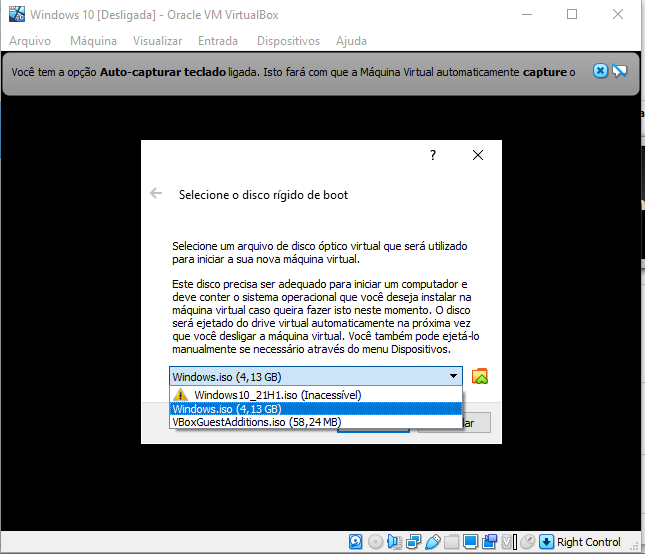 Windows 10 [Desligada] - Oracle VM VirtualBox
Arquivo Máquina Visualizar Entrada Dispositivos Ajuda
Você tem a opção Auto-capturar teclado ligada. Isto fará com que a Máquina Virtual automaticamente capture o
?
Selecione o disco rígido de boot
Selecione um arquivo de disco óptico virtual que será utilizado
para iniciar a sua nova máquina virtual.
Este disco precisa ser adequado para iniciar um computador e
deve conter o sistema operacional que você deseja instalar na
máquina virtual caso queira fazer isto neste momento. O disco
será ejetado do drive virtual automaticamente na próxima vez
que você desligar a máquina virtual. Você também pode ejetá-lo
manualmente se necessário através do menu Dispositivos.
Windows.iso (4,13 GB)
Windows10_21H1.iso (Inacessível)
Windows.iso (4,13 GB)
VBoxGuestAdditions.iso (58,24 MB)
Right Control